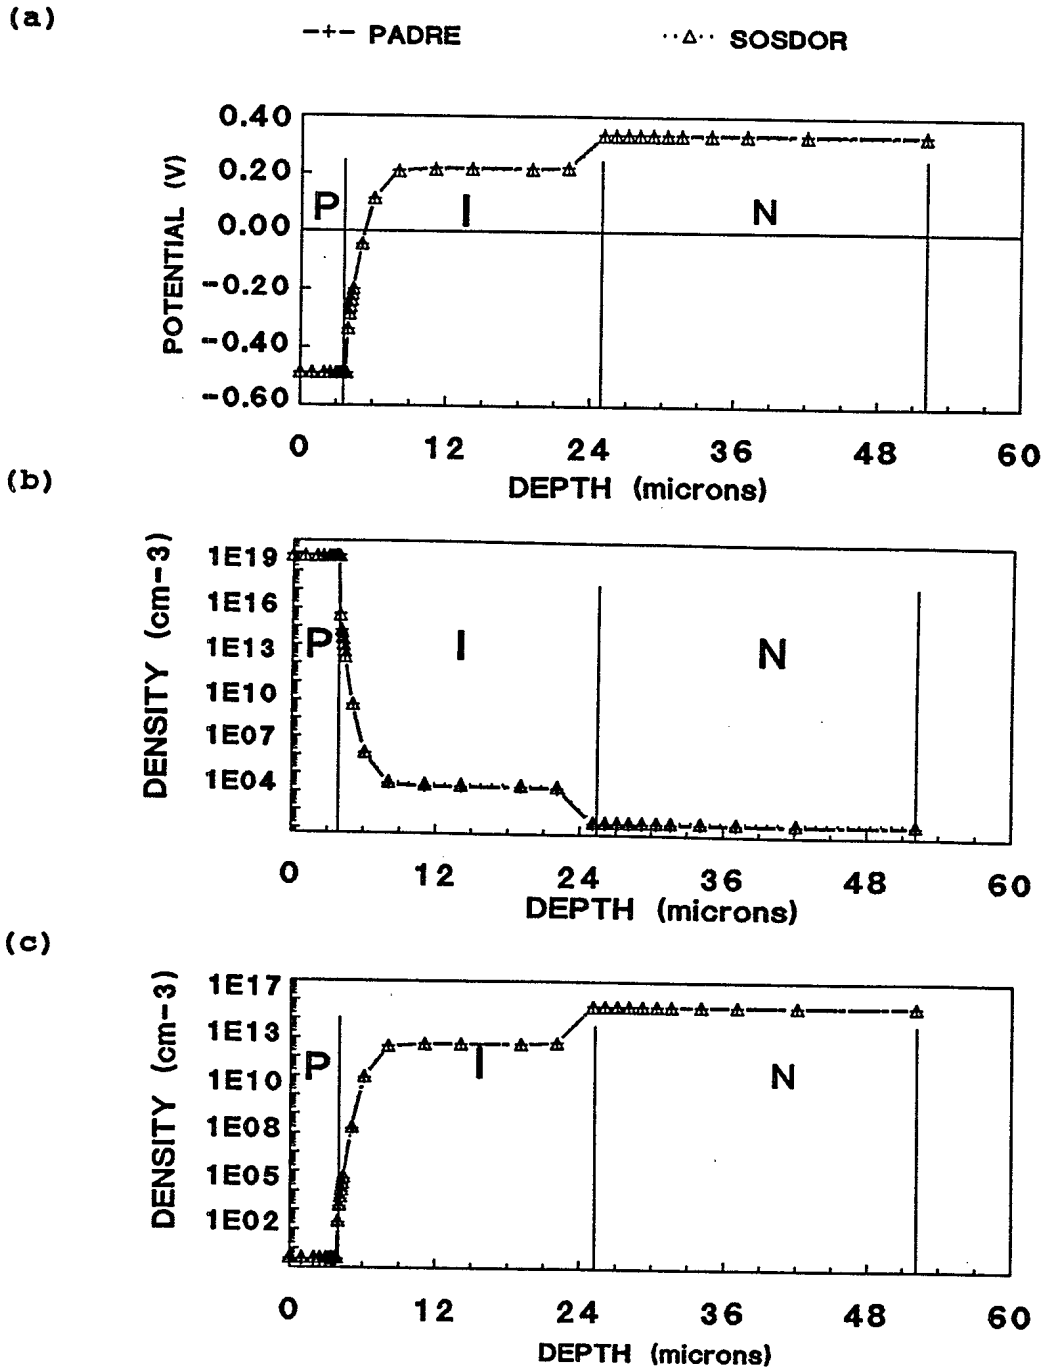 (a)
-+- PADRE ··△·· SOSDOR
0.40
0.20
0.00
-0.20
-0.40
-0.60
POTENTIAL (V)
P I N
0 12 24 36 48 60
DEPTH (microns)
(b)
1E19
1E16
1E13
1E10
1E07
1E04
DENSITY (cm-3)
P I N
0 12 24 36 48 60
DEPTH (microns)
(c)
1E17
1E13
1E10
1E08
1E05
1E02
DENSITY (cm-3)
P I N
0 12 24 36 48 60
DEPTH (microns)